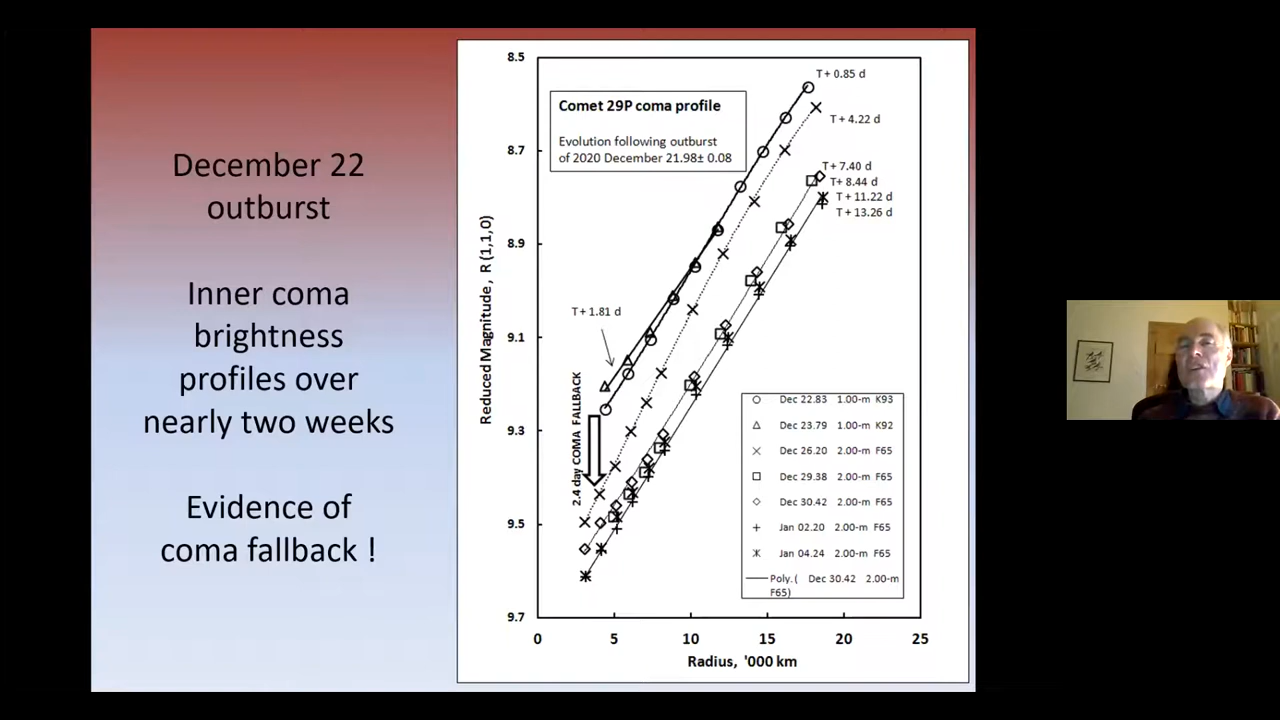 December 22
outburst
Inner coma
brightness
profiles over
nearly two weeks
Evidence of
coma fallback !
Comet 29P coma profile
Evolution following outburst
of 2020 December 21.98± 0.08
T + 0.85 d
T + 4.22 d
T + 7.40 d
T+ 8.44 d
T + 11.22 d
T + 13.26 d
T + 1.81 d
2.4 day COMA FALLBACK
Reduced Magnitude, R (1,1,0)
8.5
8.7
8.9
9.1
9.3
9.5
9.7
0 5 10 15 20 25
Radius, '000 km
Dec 22.83 1.00-m K93
Dec 23.79 1.00-m K92
Dec 26.20 2.00-m F65
Dec 29.38 2.00-m F65
Dec 30.42 2.00-m F65
Jan 02.20 2.00-m F65
Jan 04.24 2.00-m F65
Poly. ( Dec 30.42 2.00-m
F65)